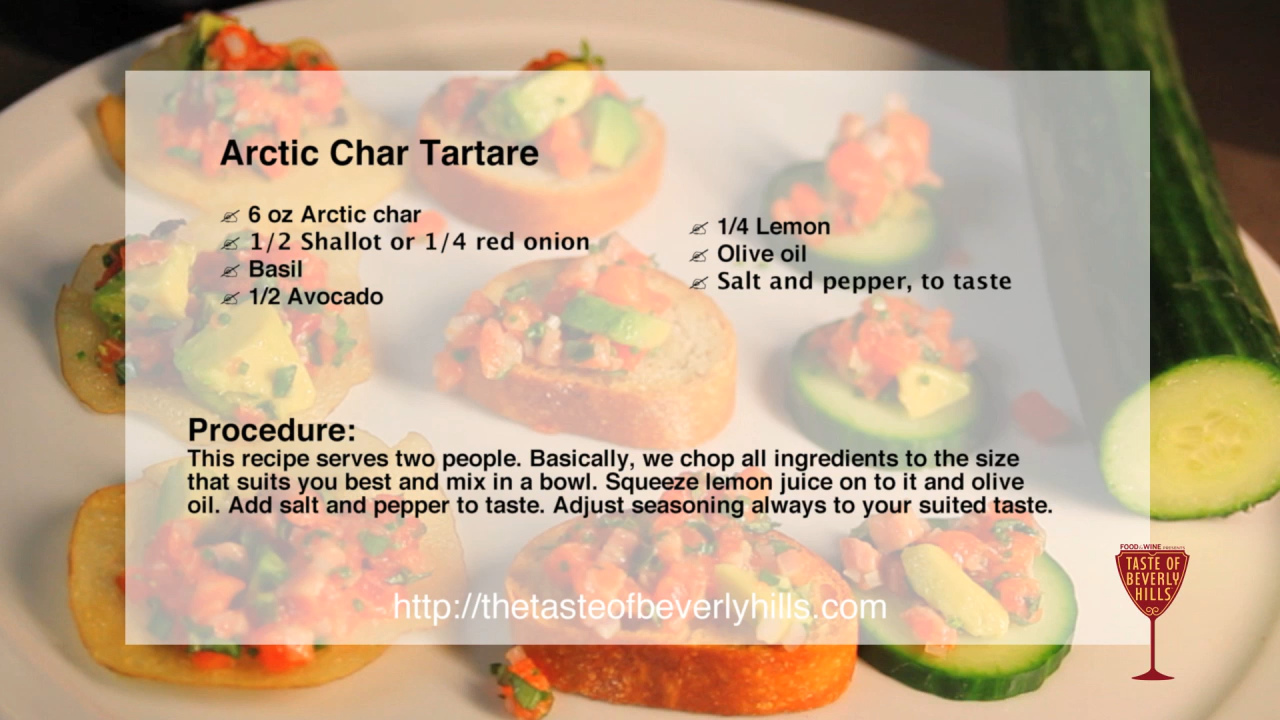 Arctic Char Tartare
6 oz Arctic char
1/2 Shallot or 1/4 red onion
Basil
1/2 Avocado
1/4 Lemon
Olive oil
Salt and pepper, to taste
Procedure:
This recipe serves two people. Basically, we chop all ingredients to the size
that suits you best and mix in a bowl. Squeeze lemon juice on to it and olive
oil. Add salt and pepper to taste. Adjust seasoning always to your suited taste.
http://thetasteofbeverlyhills.com
FOOD & WINE PRESENTS
TASTE OF
BEVERLY
HILLS